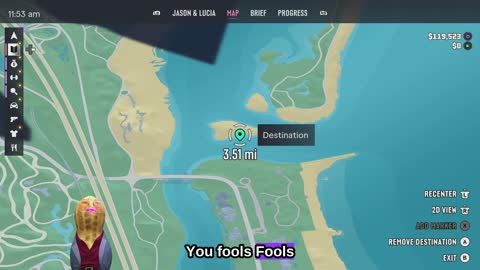 11:53 am
JASON & LUCIA MAP BRIEF PROGRESS
$119,523
$0
Destination
3.51 mi
RECENTER
2D VIEW
ADD MARKER
REMOVE DESTINATION
EXIT
You fools Fools